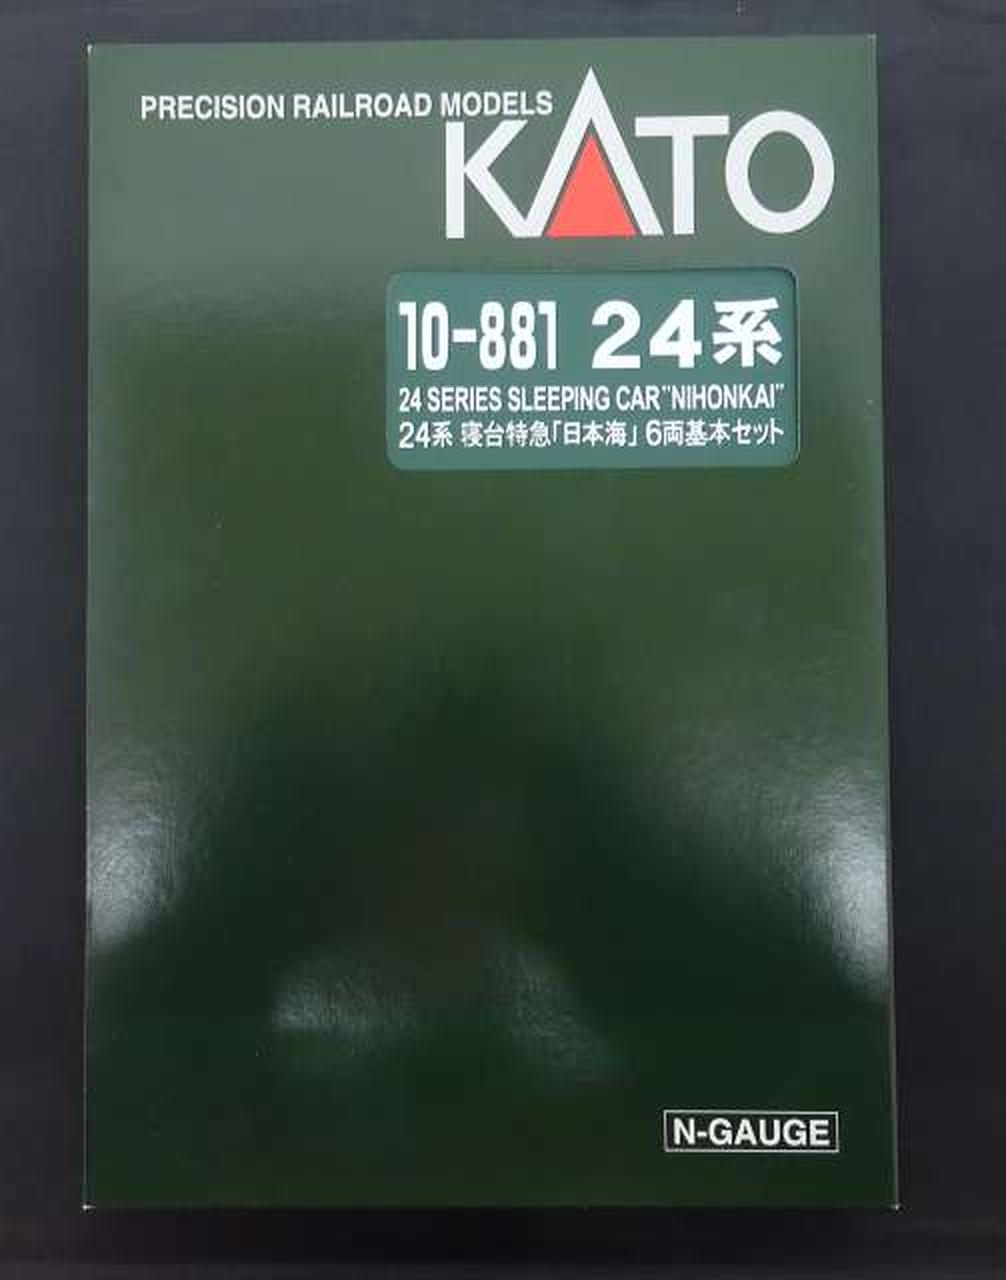 PRECISION RAILROAD MODELS
KATO
10-881 24系
24 SERIES SLEEPING CAR "NIHONKAI"
24系 寝台特急「日本海」 6両基本セット
N-GAUGE